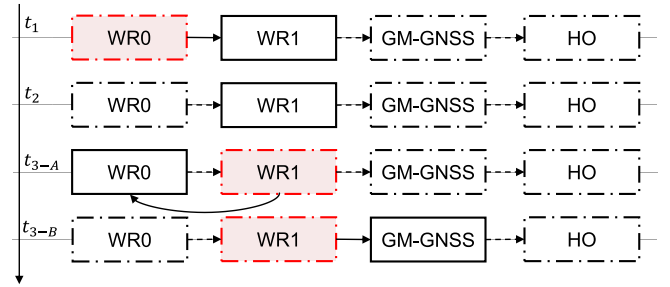 t1 WR0 WR1 GM-GNSS HO
t2 WR0 WR1 GM-GNSS HO
t3−A WR0 WR1 GM-GNSS HO
t3−B WR0 WR1 GM-GNSS HO